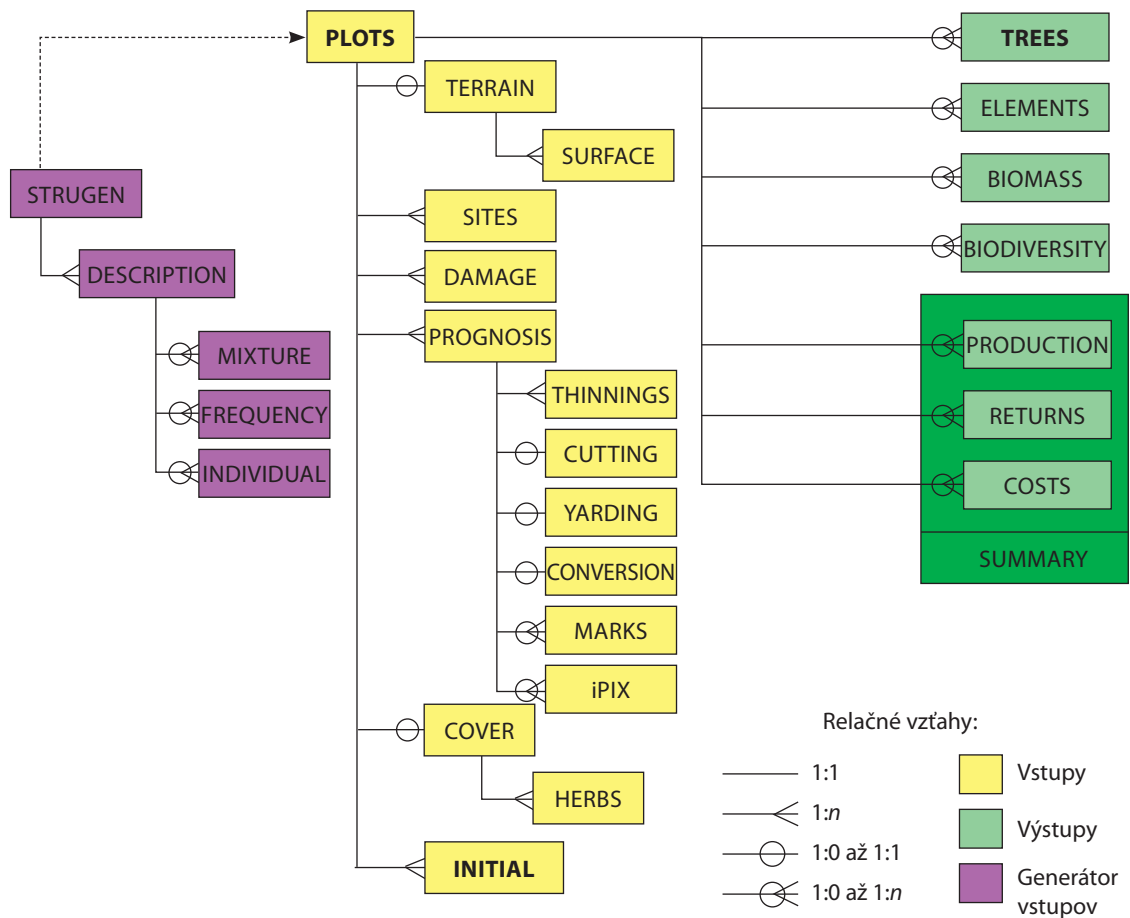 PLOTS
TREES
TERRAIN
ELEMENTS
SURFACE
BIOMASS
STRUGEN
SITES
BIODIVERSITY
DESCRIPTION
DAMAGE
PROGNOSIS
PRODUCTION
MIXTURE
THINNINGS
FREQUENCY
RETURNS
CUTTING
INDIVIDUAL
COSTS
YARDING
SUMMARY
CONVERSION
MARKS
iPIX
COVER
HERBS
INITIAL
Relačné vzťahy:
1:1
1:n
1:0 až 1:1
1:0 až 1:n
Vstupy
Výstupy
Generátor
vstupov